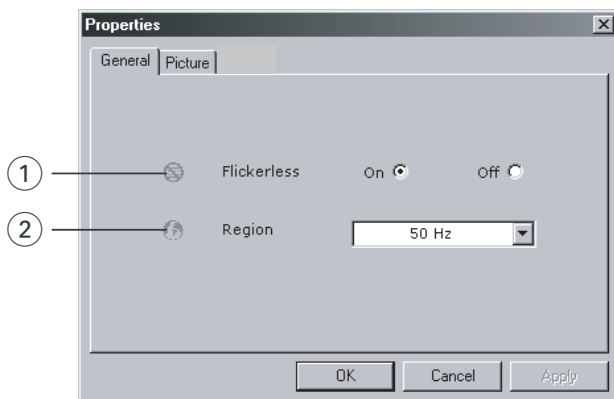 Properties
General Picture
1 Flickerless On Off
2 Region 50 Hz
OK Cancel Apply